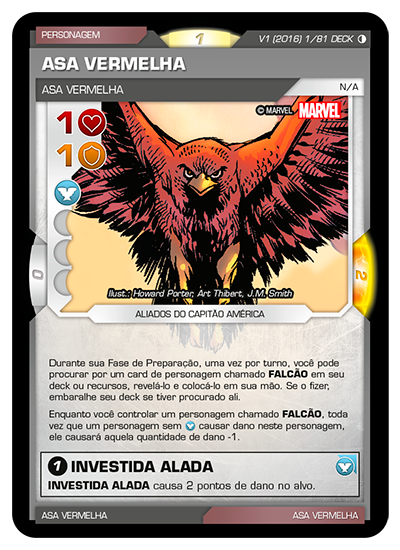 PERSONAGEM
1
V1 (2016) 1/81 DECK
ASA VERMELHA
ASA VERMELHA
N/A
© MARVEL MARVEL
1
1
0
2
Ilust.: Howard Porter, Art Thibert, J.M. Smith
ALIADOS DO CAPITÃO AMÉRICA
Durante sua Fase de Preparação, uma vez por turno, você pode
procurar por um card de personagem chamado FALCÃO em seu
deck ou recursos, revelá-lo e colocá-lo em sua mão. Se o fizer,
embaralhe seu deck se tiver procurado ali.
Enquanto você controlar um personagem chamado FALCÃO, toda
vez que um personagem sem causar dano neste personagem,
ele causará aquela quantidade de dano -1.
1 INVESTIDA ALADA
INVESTIDA ALADA causa 2 pontos de dano no alvo.
ASA VERMELHA
ASA VERMELHA